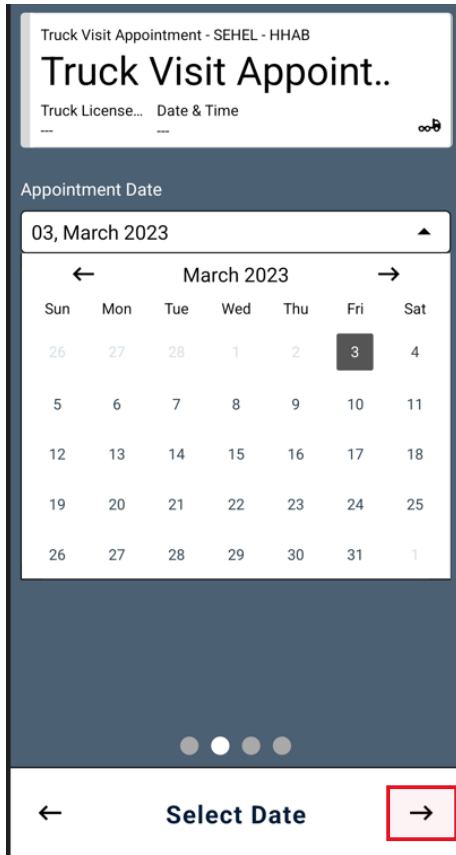 Truck Visit Appointment - SEHEL - HHAB
Truck Visit Appoint..
Truck License... Date & Time
--- ---
Appointment Date
03, March 2023
March 2023
Sun Mon Tue Wed Thu Fri Sat
26 27 28 1 2 3 4
5 6 7 8 9 10 11
12 13 14 15 16 17 18
19 20 21 22 23 24 25
26 27 28 29 30 31 1
Select Date